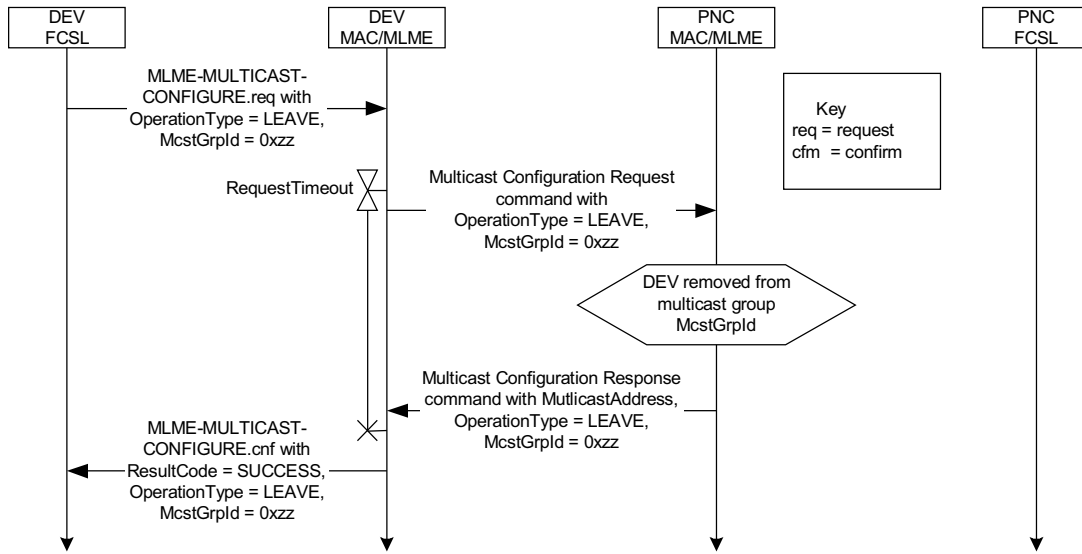 DEV
FCSL
DEV
MAC/MLME
PNC
MAC/MLME
PNC
FCSL
MLME-MULTICAST-
CONFIGURE.req with
OperationType = LEAVE,
McstGrpId = 0xzz
Key
req = request
cfm = confirm
RequestTimeout
Multicast Configuration Request
command with
OperationType = LEAVE,
McstGrpId = 0xzz
DEV removed from
multicast group
McstGrpId
Multicast Configuration Response
command with MutlicastAddress,
OperationType = LEAVE,
McstGrpId = 0xzz
MLME-MULTICAST-
CONFIGURE.cnf with
ResultCode = SUCCESS,
OperationType = LEAVE,
McstGrpId = 0xzz